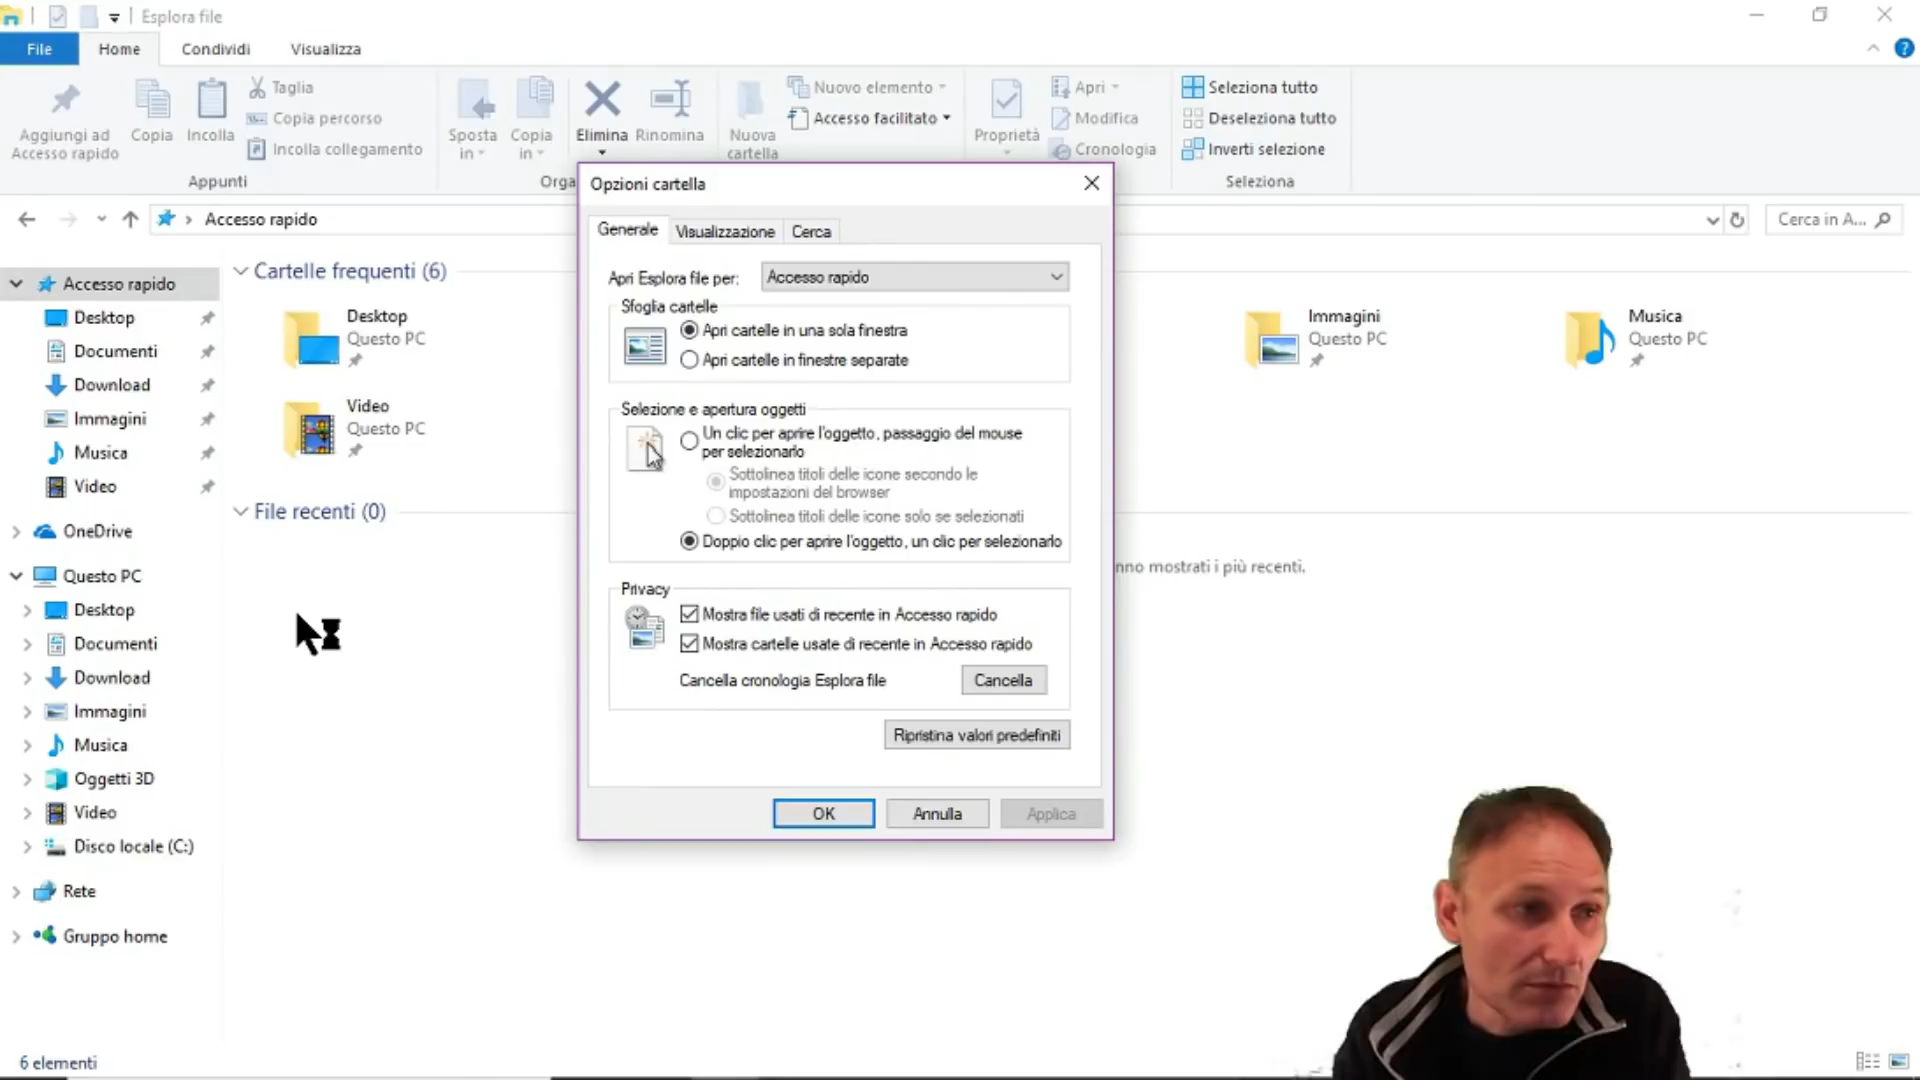 Esplora file
File
Home
Condividi
Visualizza
Aggiungi ad
Accesso rapido
Copia
Incolla
Taglia
Copia percorso
Incolla collegamento
Appunti
Sposta
in
Copia
in
Elimina
Rinomina
Orga
Nuova
cartella
Nuovo elemento
Accesso facilitato
Proprietà
Apri
Modifica
Cronologia
Seleziona tutto
Deseleziona tutto
Inverti selezione
Seleziona
Accesso rapido
Cerca in A...
Accesso rapido
Desktop
Documenti
Download
Immagini
Musica
Video
OneDrive
Questo PC
Desktop
Documenti
Download
Immagini
Musica
Oggetti 3D
Video
Disco locale (C:)
Rete
Gruppo home
6 elementi
Cartelle frequenti (6)
Desktop
Questo PC
Immagini
Questo PC
Musica
Questo PC
Video
Questo PC
File recenti (0)
nno mostrati i più recenti.
Opzioni cartella
Generale
Visualizzazione
Cerca
Apri Esplora file per:
Accesso rapido
Sfoglia cartelle
Apri cartelle in una sola finestra
Apri cartelle in finestre separate
Selezione e apertura oggetti
Un clic per aprire l'oggetto, passaggio del mouse
per selezionarlo
Sottolinea titoli delle icone secondo le
impostazioni del browser
Sottolinea titoli delle icone solo se selezionati
Doppio clic per aprire l'oggetto, un clic per selezionarlo
Privacy
Mostra file usati di recente in Accesso rapido
Mostra cartelle usate di recente in Accesso rapido
Cancella cronologia Esplora file
Cancella
Ripristina valori predefiniti
OK
Annulla
Applica